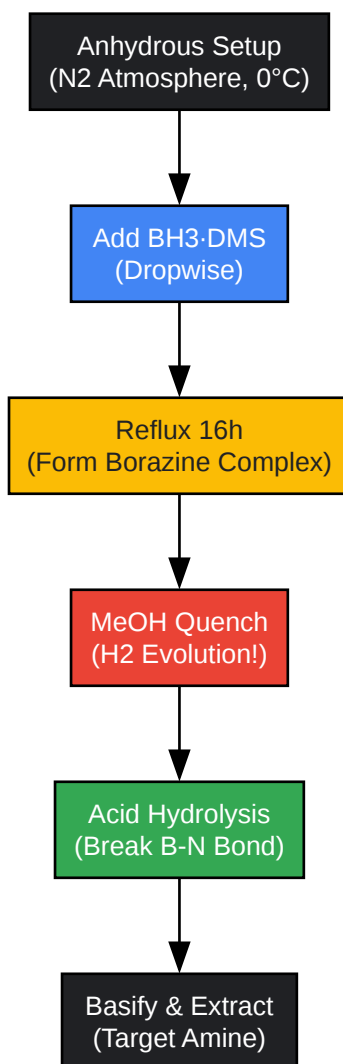 Anhydrous Setup
(N2 Atmosphere, 0°C)
Add BH3·DMS
(Dropwise)
Reflux 16h
(Form Borazine Complex)
MeOH Quench
(H2 Evolution!)
Acid Hydrolysis
(Break B-N Bond)
Basify & Extract
(Target Amine)